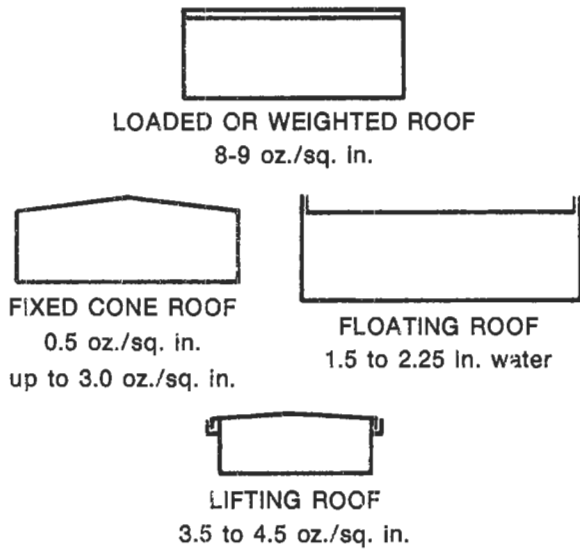 LOADED OR WEIGHTED ROOF
8-9 oz./sq. in.
FIXED CONE ROOF
0.5 oz./sq. in.
up to 3.0 oz./sq. in.
FLOATING ROOF
1.5 to 2.25 in. water
LIFTING ROOF
3.5 to 4.5 oz./sq. in.